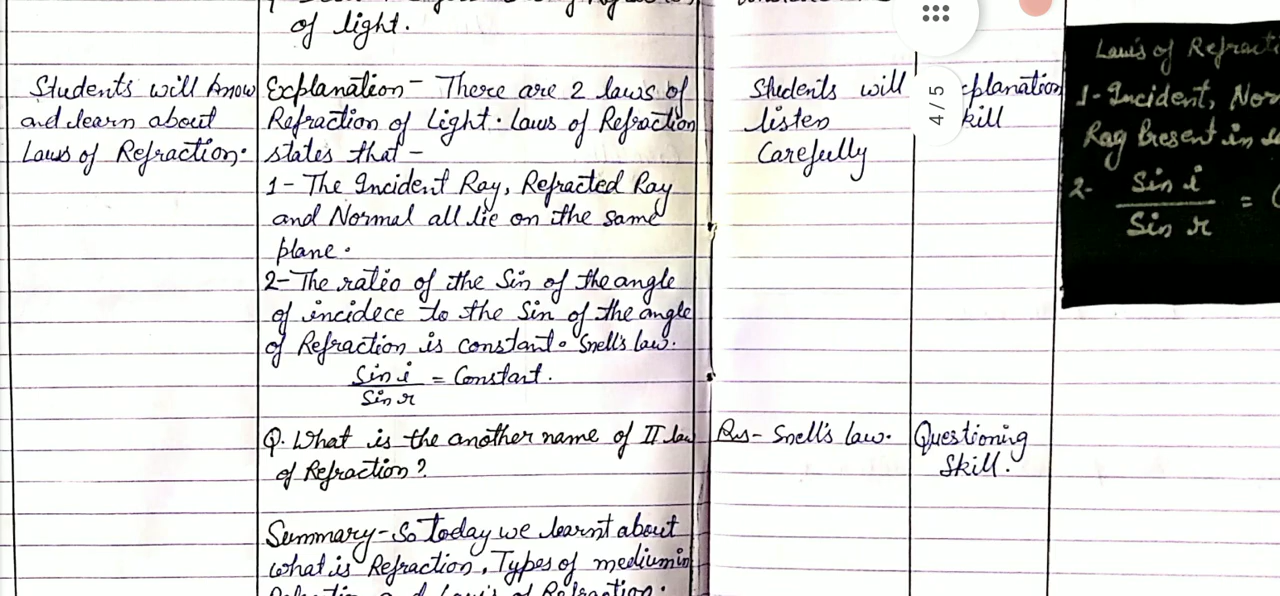 of light.
Students will know
and learn about
Laws of Refraction.
Explanation - There are 2 laws of
Refraction of Light. Laws of Refraction
states that -
1- The Incident Ray, Refracted Ray
and Normal all lie on the same
plane.
2- The ratio of the Sin of the angle
of incidece to the Sin of the angle
of Refraction is constant. Snell's law.
Sin i / Sin r = Constant.
Q. What is the another name of II law
of Refraction?
Summary - So today we learnt about
what is Refraction, Types of medium in
Students will
listen
Carefully
Ans - Snell's law.
4/5
xplanation
kill
Questioning
Skill.
Laws of Refract
1- Incident, Nor
Ray Present in
2- Sin i / Sin r =